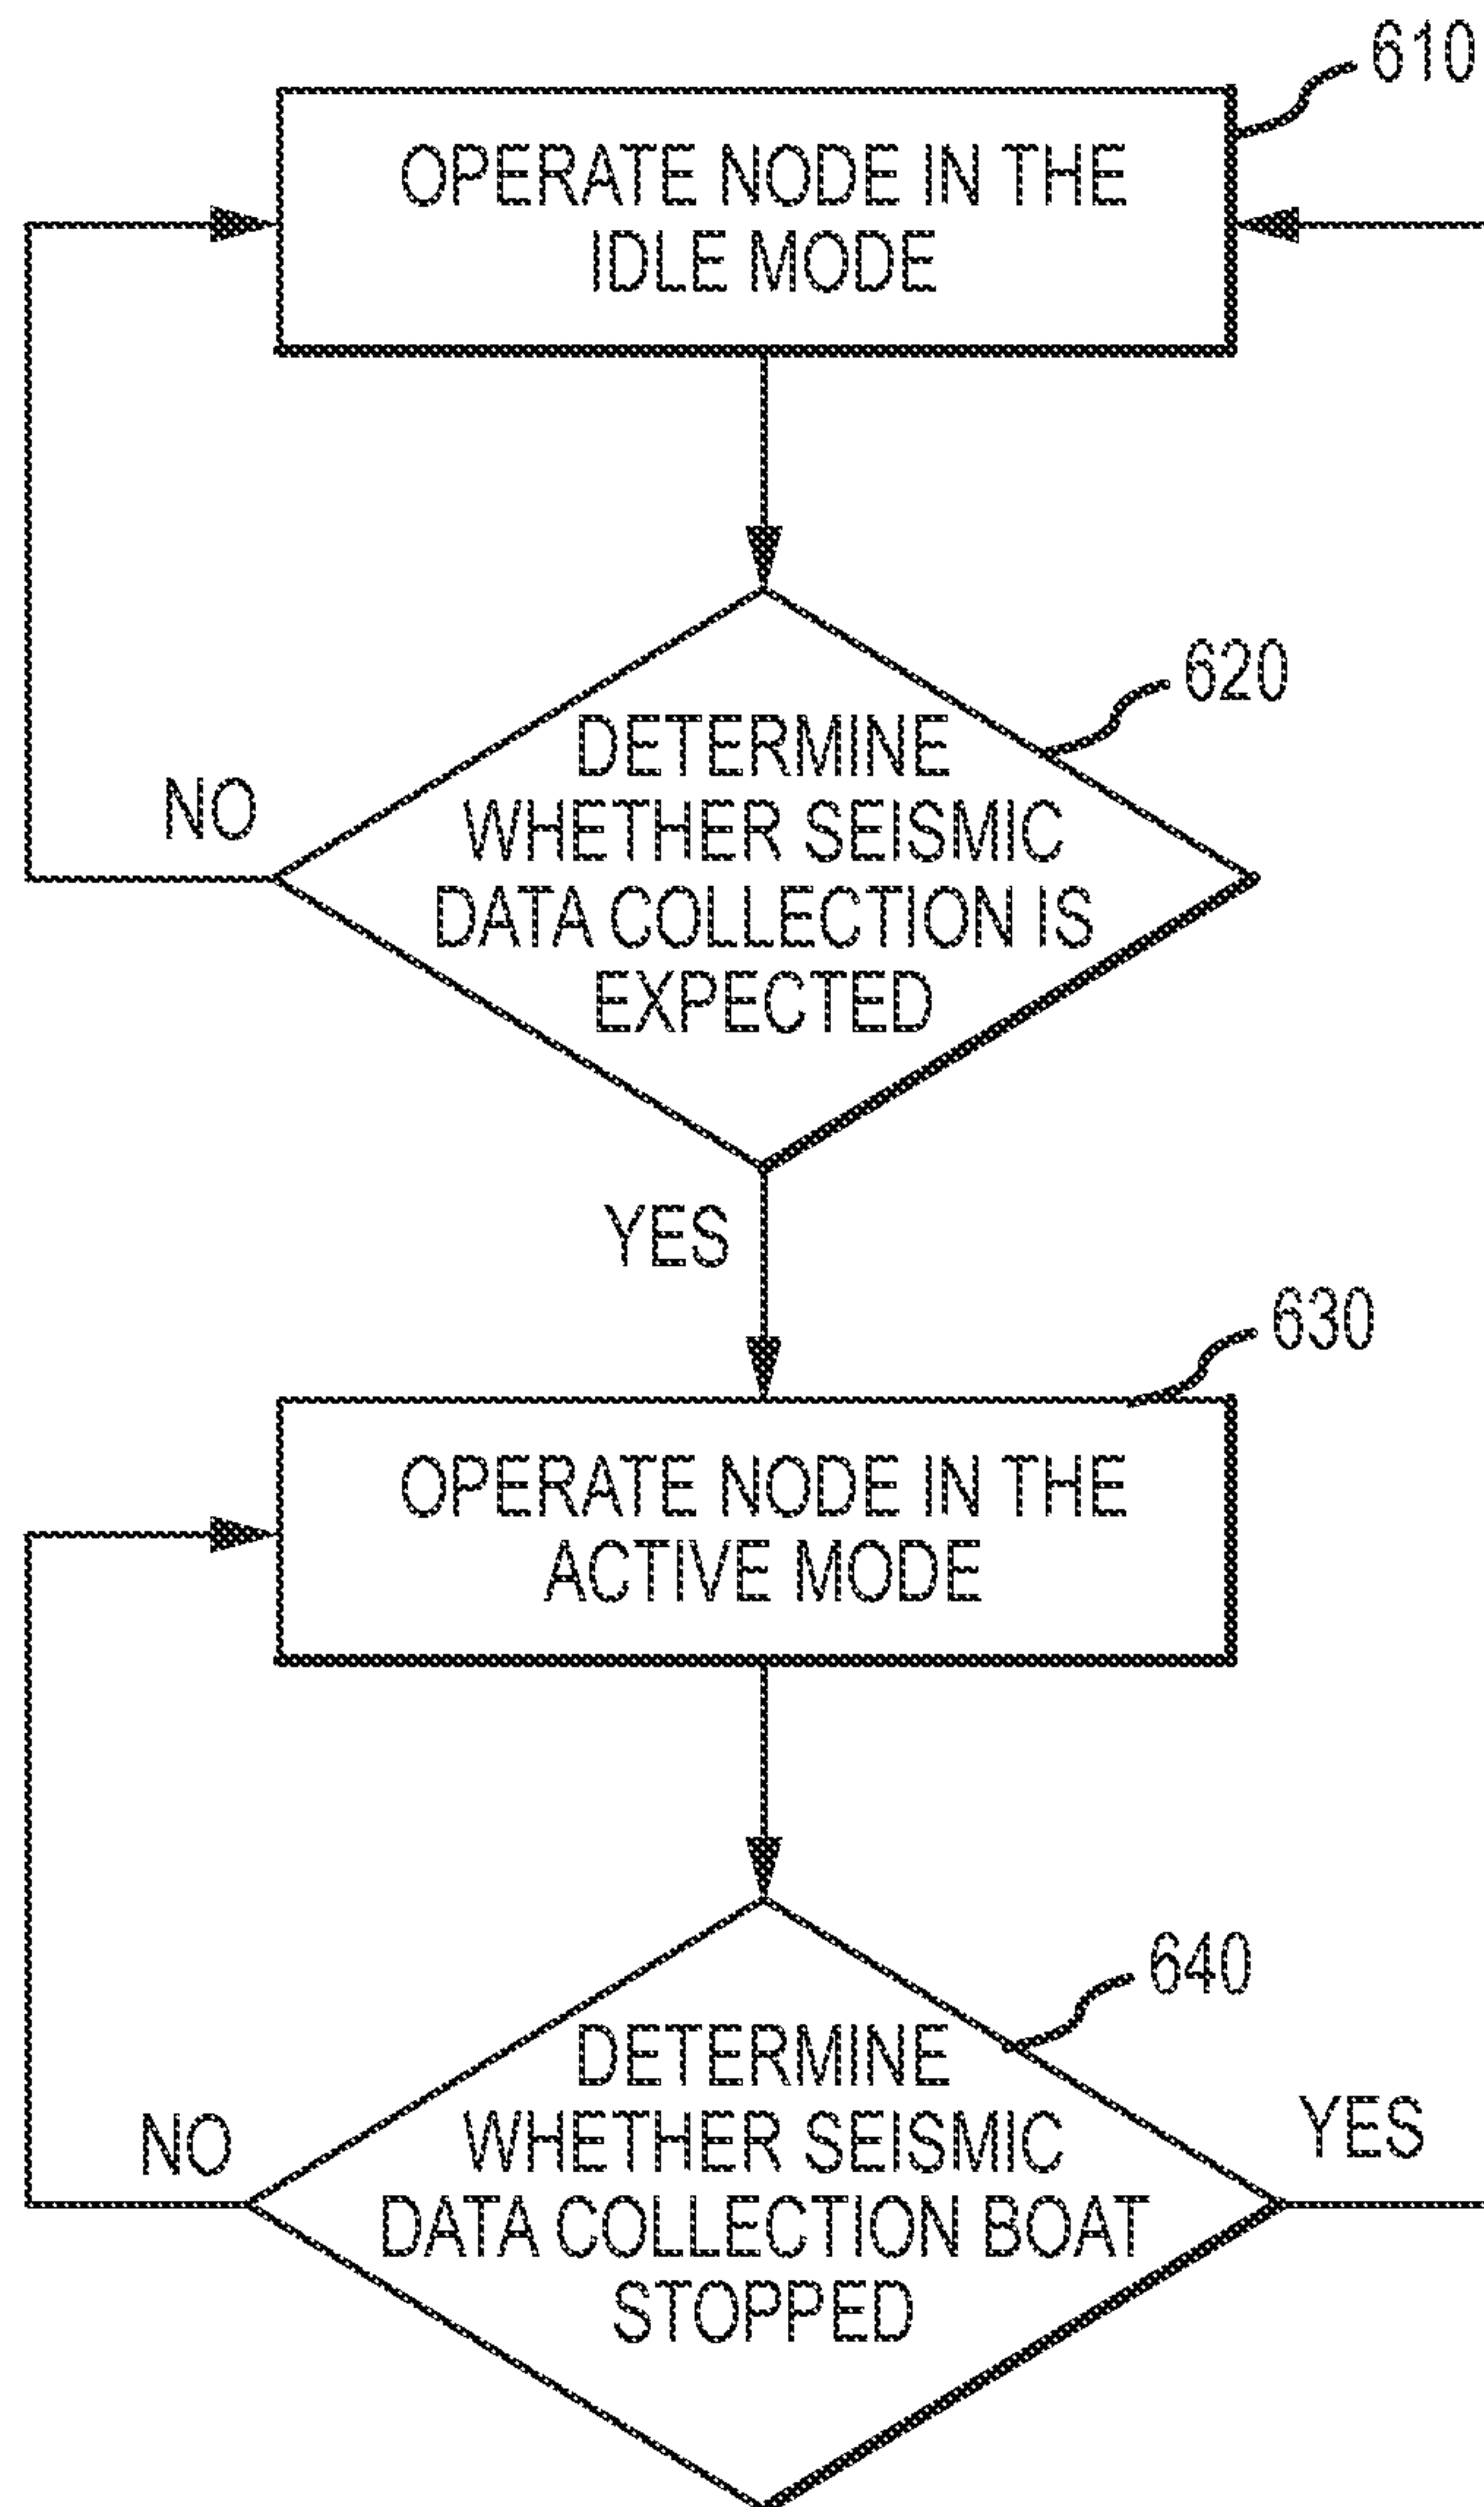 610
OPERATE NODE IN THE
IDLE MODE
620
DETERMINE
WHETHER SEISMIC
DATA COLLECTION IS
EXPECTED
NO
YES
630
OPERATE NODE IN THE
ACTIVE MODE
640
DETERMINE
WHETHER SEISMIC
DATA COLLECTION BOAT
STOPPED
NO
YES